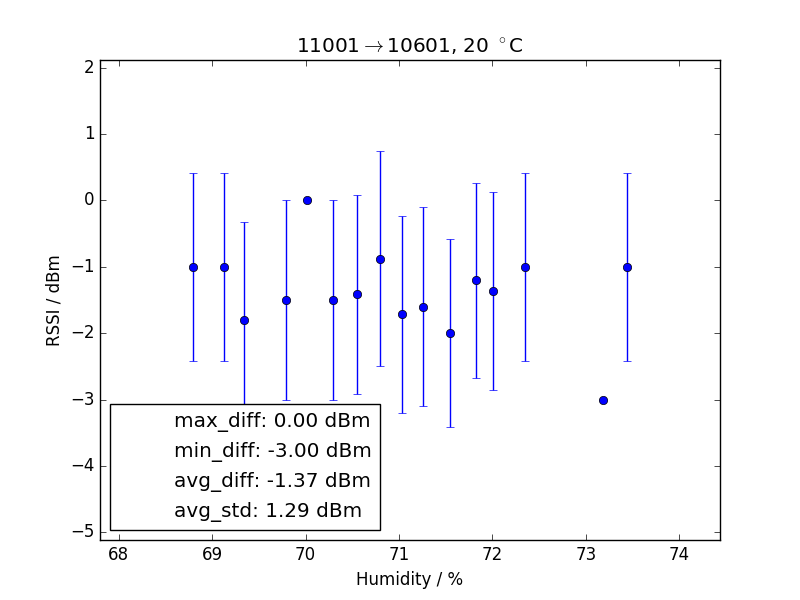 11001→10601, 20 °C
2
1
0
−1
−2
−3
−4
−5
RSSI / dBm
max_diff: 0.00 dBm
min_diff: -3.00 dBm
avg_diff: -1.37 dBm
avg_std: 1.29 dBm
68 69 70 71 72 73 74
Humidity / %